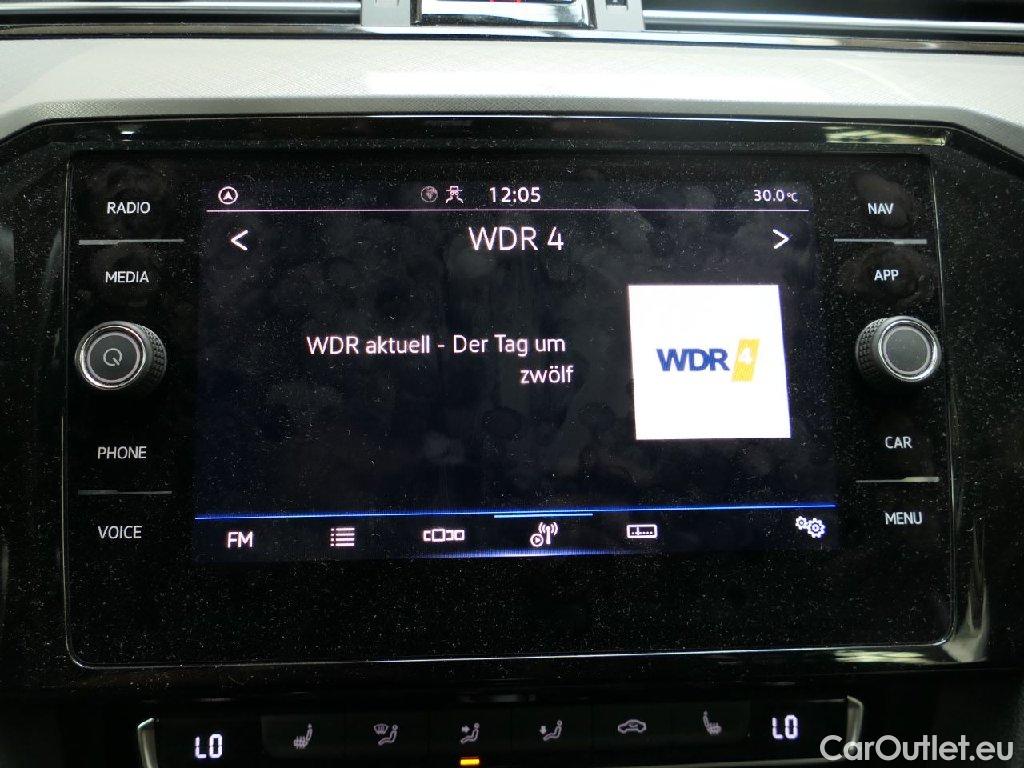 12:05
30.0°C
RADIO
NAV
< WDR 4 >
MEDIA
APP
WDR aktuell - Der Tag um
zwölf
WDR 4
PHONE
CAR
VOICE
MENU
FM
LO
LO
CarOutlet.eu